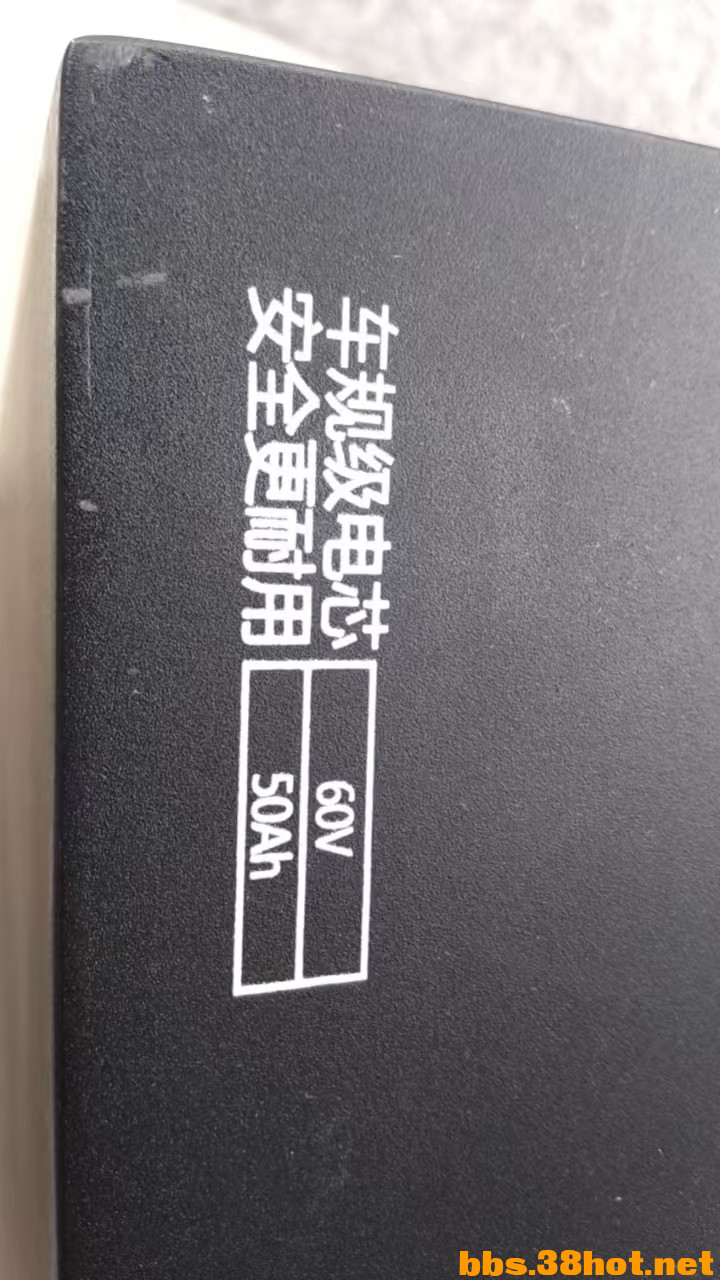 车规级电芯
安全更耐用
60V
50Ah
bbs.38hot.net